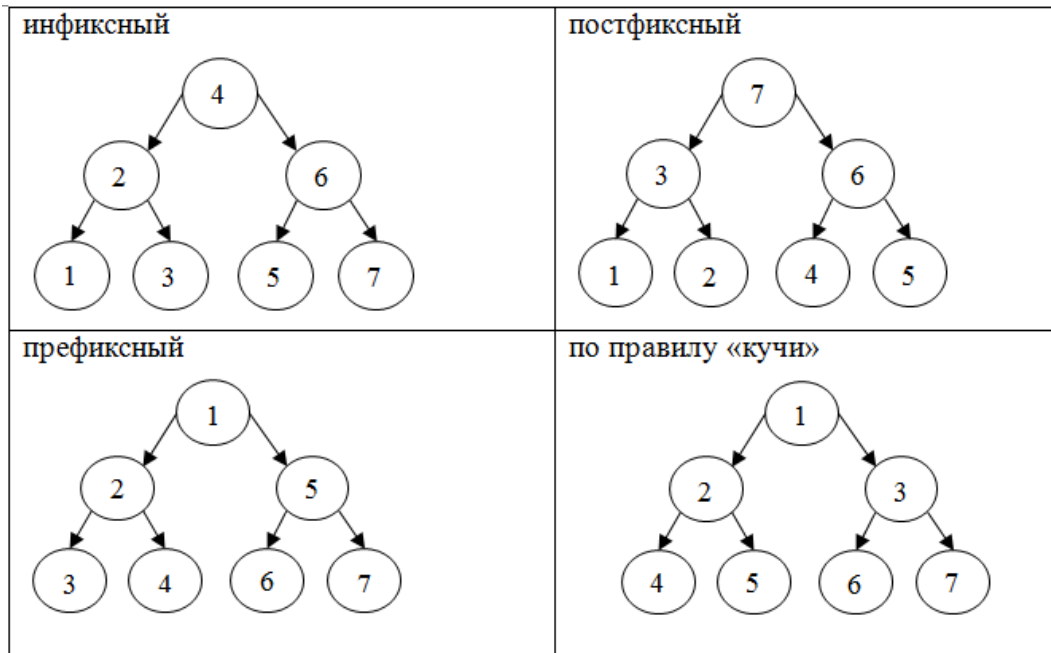 инфиксный
4
2 6
1 3 5 7
постфиксный
7
3 6
1 2 4 5
префиксный
1
2 5
3 4 6 7
по правилу «кучи»
1
2 3
4 5 6 7